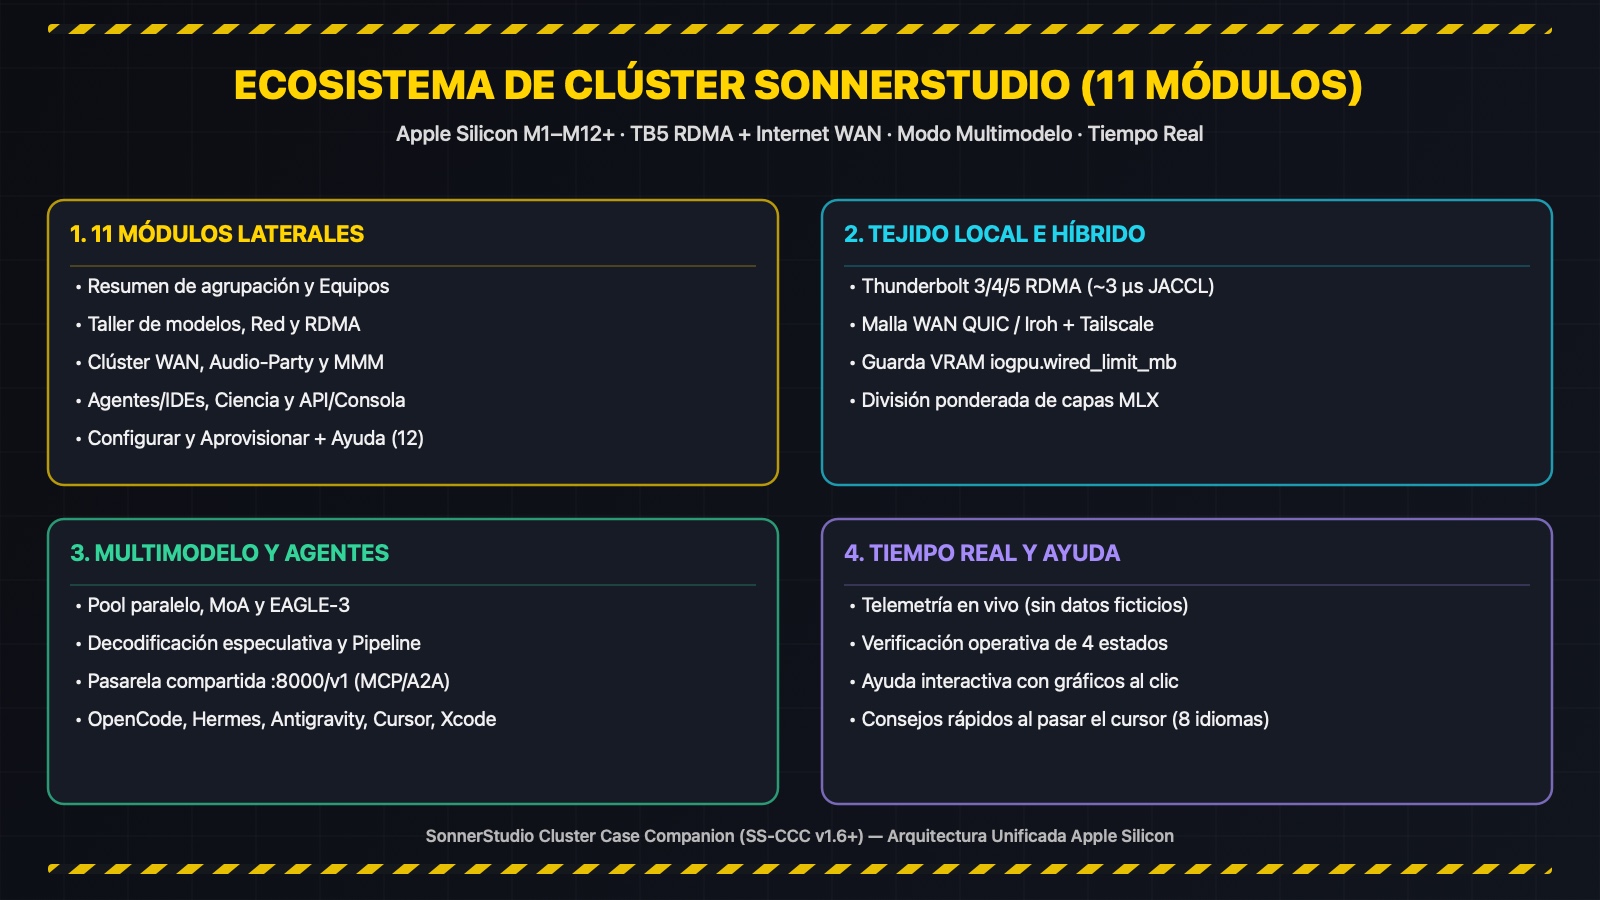 ECOSISTEMA DE CLÚSTER SONNERSTUDIO (11 MÓDULOS)
Apple Silicon M1–M12+ · TB5 RDMA + Internet WAN · Modo Multimodelo · Tiempo Real
1. 11 MÓDULOS LATERALES
• Resumen de agrupación y Equipos
• Taller de modelos, Red y RDMA
• Clúster WAN, Audio-Party y MMM
• Agentes/IDEs, Ciencia y API/Consola
• Configurar y Aprovisionar + Ayuda (12)
2. TEJIDO LOCAL E HÍBRIDO
• Thunderbolt 3/4/5 RDMA (~3 µs JACCL)
• Malla WAN QUIC / Iroh + Tailscale
• Guarda VRAM iogpu.wired_limit_mb
• División ponderada de capas MLX
3. MULTIMODELO Y AGENTES
• Pool paralelo, MoA y EAGLE-3
• Decodificación especulativa y Pipeline
• Pasarela compartida :8000/v1 (MCP/A2A)
• OpenCode, Hermes, Antigravity, Cursor, Xcode
4. TIEMPO REAL Y AYUDA
• Telemetría en vivo (sin datos ficticios)
• Verificación operativa de 4 estados
• Ayuda interactiva con gráficos al clic
• Consejos rápidos al pasar el cursor (8 idiomas)
SonnerStudio Cluster Case Companion (SS-CCC v1.6+) — Arquitectura Unificada Apple Silicon